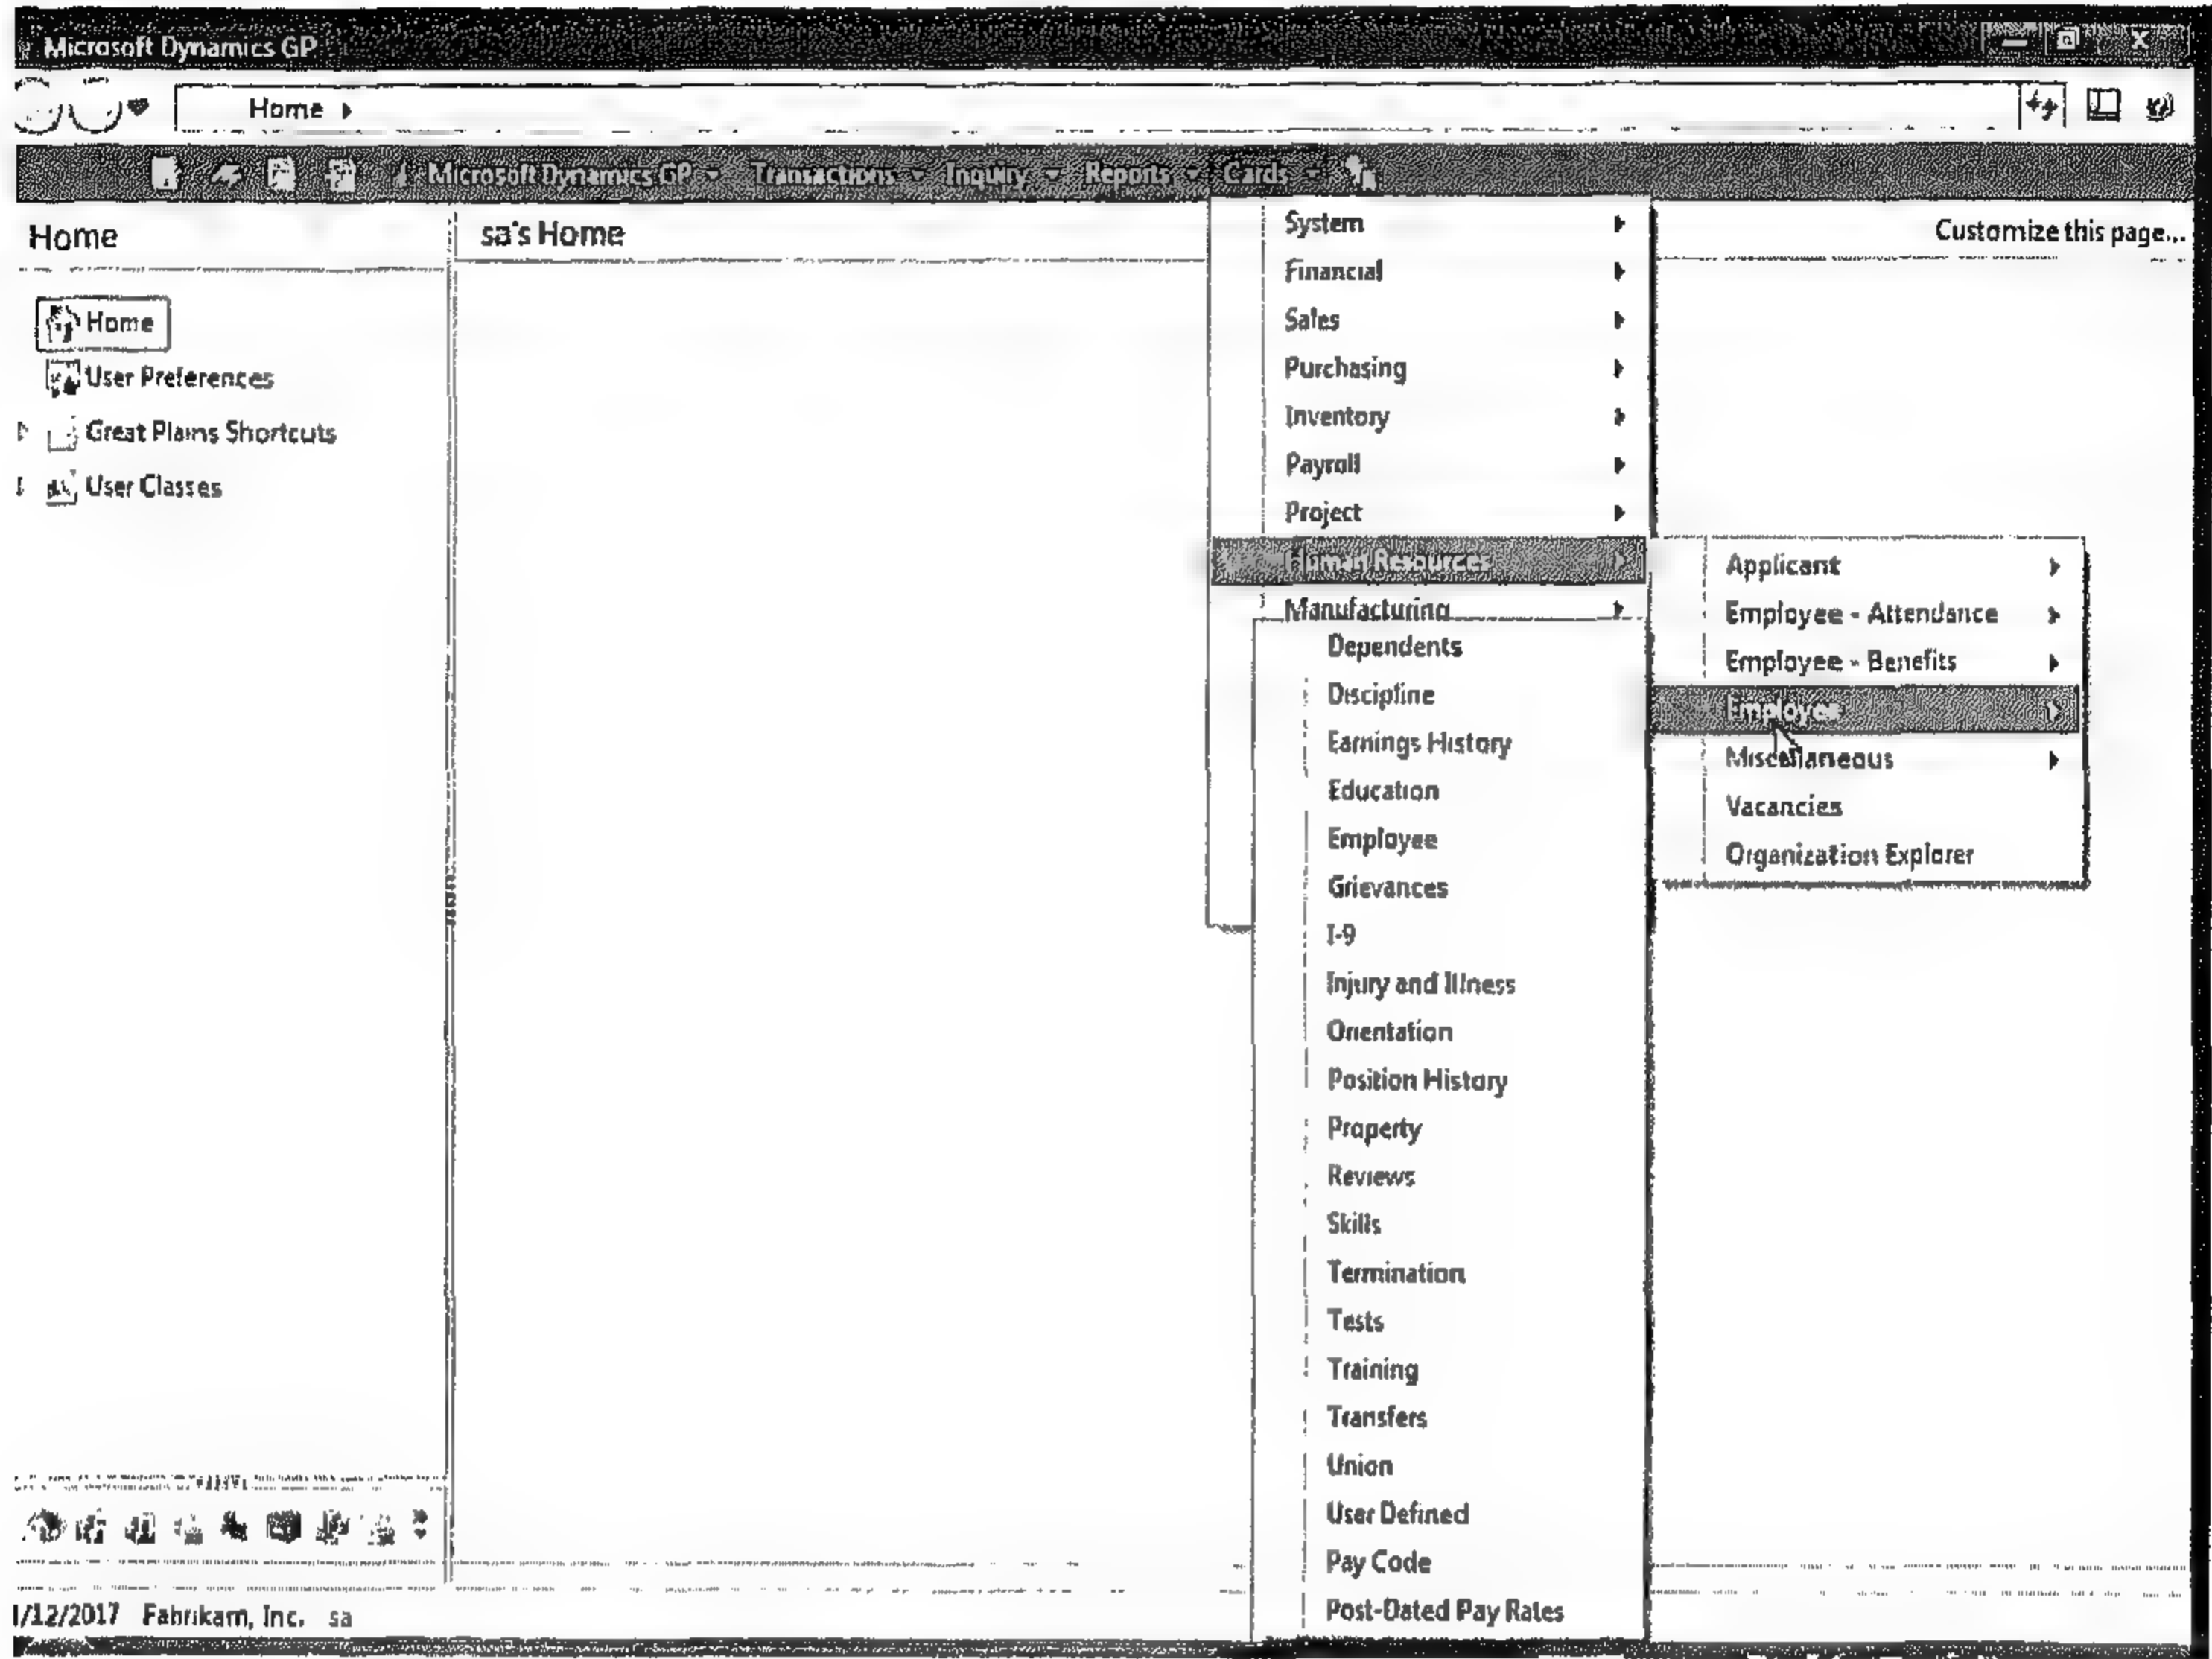 Microsoft Dynamics GP
Home
Microsoft Dynamics GP Transactions Inquiry Reports Cards
Home
sa's Home
Customize this page...
Home
User Preferences
Great Plains Shortcuts
User Classes
System
Financial
Sales
Purchasing
Inventory
Payroll
Project
Human Resources
Manufacturing
Applicant
Employee - Attendance
Employee - Benefits
Employee
Miscellaneous
Vacancies
Organization Explorer
Dependents
Discipline
Earnings History
Education
Employee
Grievances
I-9
Injury and Illness
Orientation
Position History
Property
Reviews
Skills
Termination
Tests
Training
Transfers
Union
User Defined
Pay Code
Post-Dated Pay Rates
1/12/2017 Fabrikam, Inc. sa